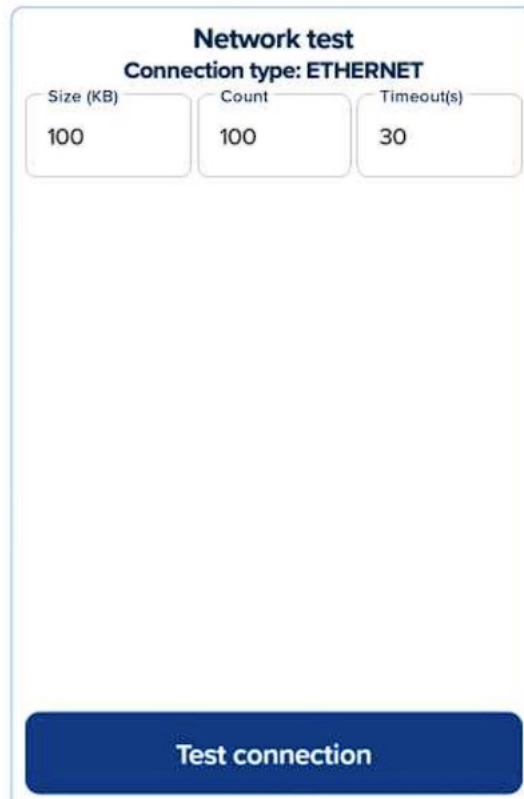 Network test
Connection type: ETHERNET
Size (KB) Count Timeout(s)
100 100 30
Test connection